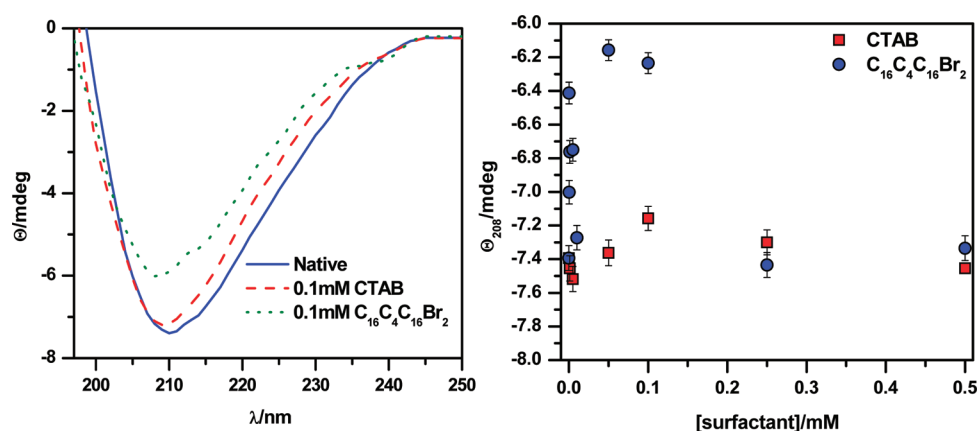 0
-2
-4
-6
-8
Θ/mdeg
200 210 220 230 240 250
λ/nm
Native
0.1mM CTAB
0.1mM C₁₆C₄C₁₆Br₂
-6.0
-6.2
-6.4
-6.6
-6.8
-7.0
-7.2
-7.4
-7.6
-7.8
-8.0
Θ₂₀₈/mdeg
CTAB
C₁₆C₄C₁₆Br₂
0.0 0.1 0.2 0.3 0.4 0.5
[surfactant]/mM